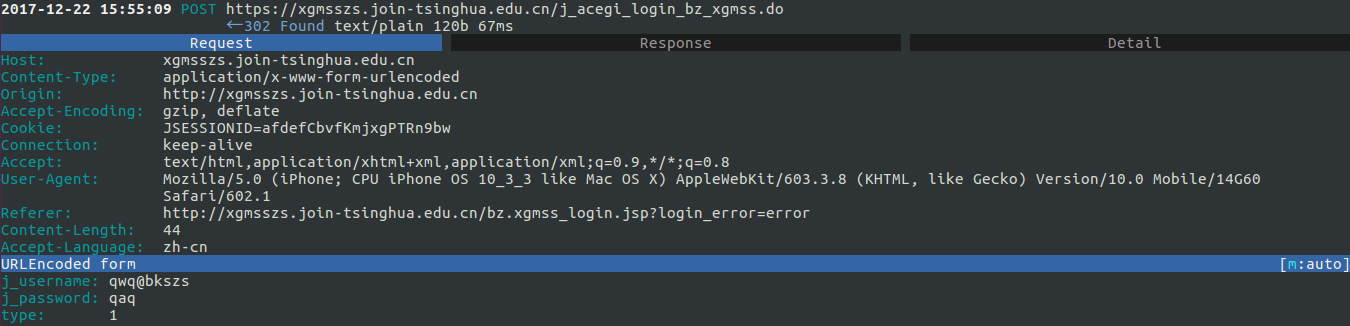 2017-12-22 15:55:09 POST https://xgmsszs.join-tsinghua.edu.cn/j_acegi_login_bz_xgmss.do
←302 Found text/plain 120b 67ms
Request Response Detail
Host: xgmsszs.join-tsinghua.edu.cn
Content-Type: application/x-www-form-urlencoded
Origin: http://xgmsszs.join-tsinghua.edu.cn
Accept-Encoding: gzip, deflate
Cookie: JSESSIONID=afdefCbvfKmjxgPTRn9bw
Connection: keep-alive
Accept: text/html,application/xhtml+xml,application/xml;q=0.9,*/*;q=0.8
User-Agent: Mozilla/5.0 (iPhone; CPU iPhone OS 10_3_3 like Mac OS X) AppleWebKit/603.3.8 (KHTML, like Gecko) Version/10.0 Mobile/14G60
Safari/602.1
Referer: http://xgmsszs.join-tsinghua.edu.cn/bz.xgmss_login.jsp?login_error=error
Content-Length: 44
Accept-Language: zh-cn
URLEncoded form [m:auto]
j_username: qwq@bkszs
j_password: qaq
type: 1